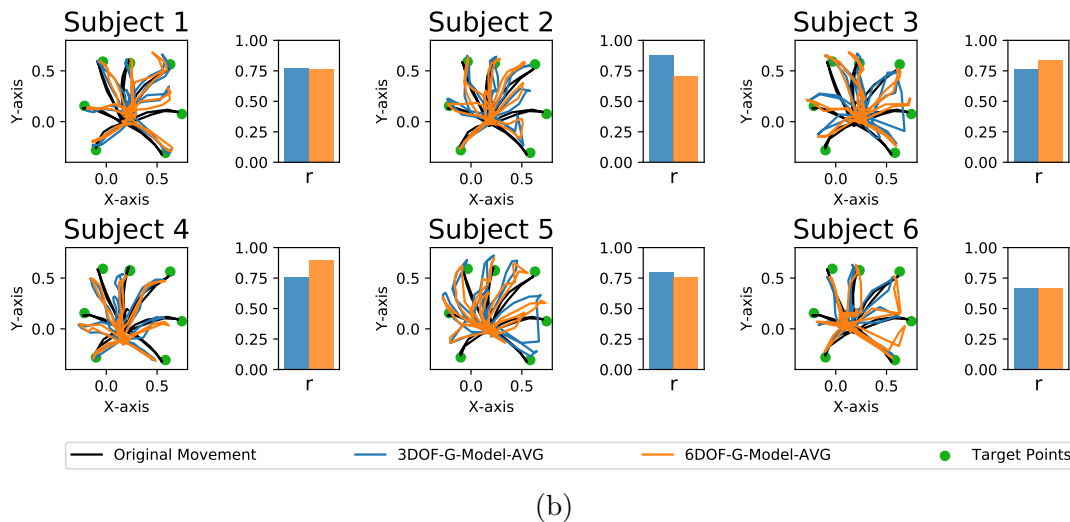 Subject 1
Subject 2
Subject 3
Y-axis
0.5
0.0
0.0
0.5
X-axis
1.00
0.75
0.50
0.25
0.00
r
Y-axis
0.5
0.0
0.0
0.5
X-axis
1.00
0.75
0.50
0.25
0.00
r
Y-axis
0.5
0.0
0.0
0.5
X-axis
1.00
0.75
0.50
0.25
0.00
r
Subject 4
Subject 5
Subject 6
Y-axis
0.5
0.0
0.0
0.5
X-axis
1.00
0.75
0.50
0.25
0.00
r
Y-axis
0.5
0.0
0.0
0.5
X-axis
1.00
0.75
0.50
0.25
0.00
r
Y-axis
0.5
0.0
0.0
0.5
X-axis
1.00
0.75
0.50
0.25
0.00
r
Original Movement 3DOF-G-Model-AVG 6DOF-G-Model-AVG Target Points
(b)